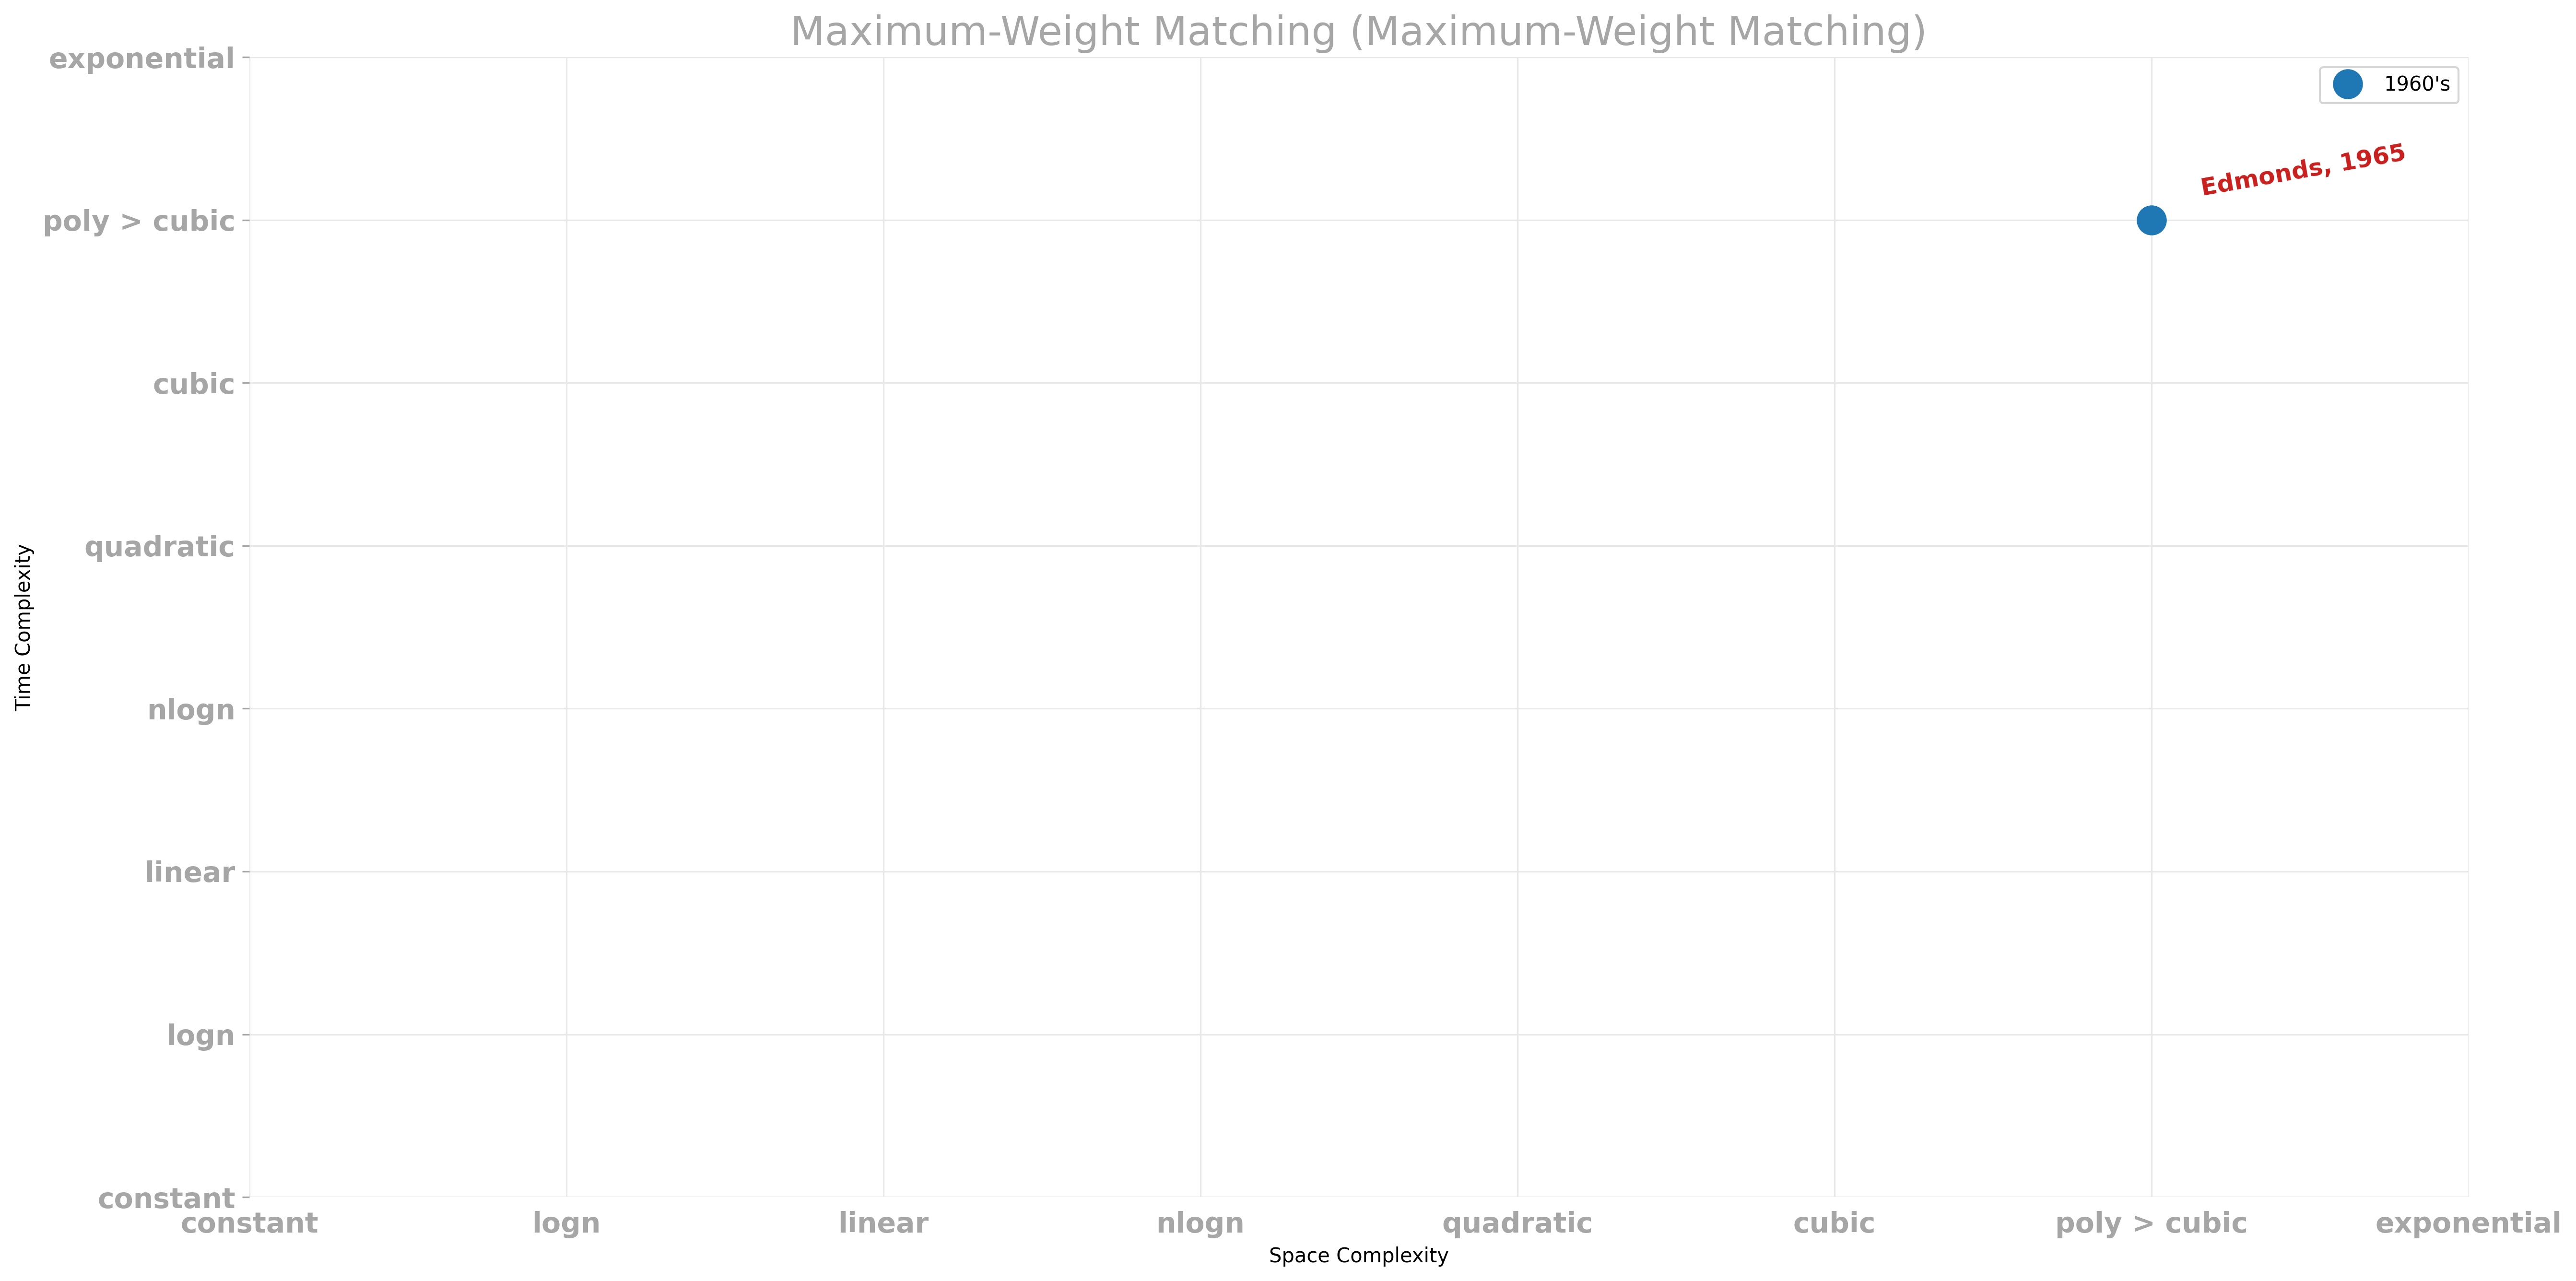 Maximum-Weight Matching (Maximum-Weight Matching)
exponential
1960's
Edmonds, 1965
poly > cubic
cubic
quadratic
nlogn
linear
logn
constant
Time Complexity
constant
logn
linear
nlogn
quadratic
cubic
poly > cubic
exponential
Space Complexity